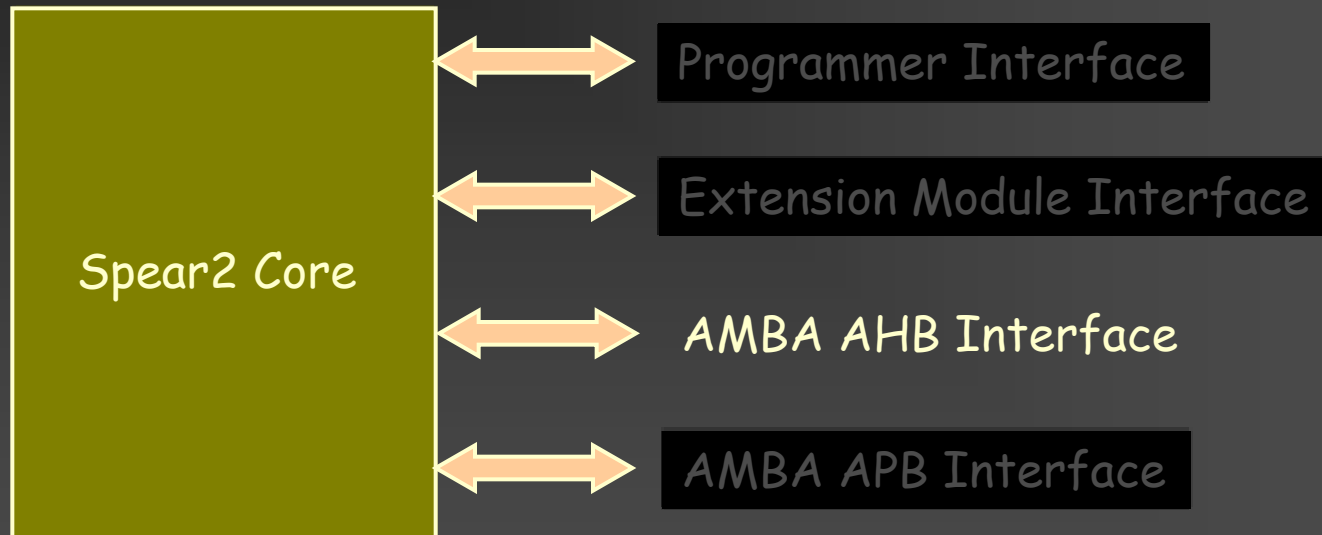 Programmer Interface
Extension Module Interface
Spear2 Core
AMBA AHB Interface
AMBA APB Interface